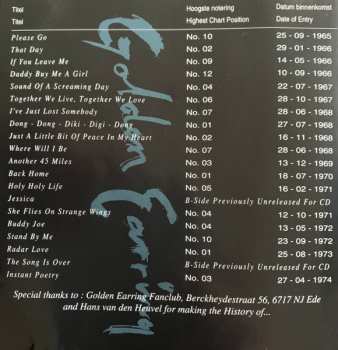 Titel Hoogste notering Datum binnenkomst
Titel Highest Chart Position Date of Entry
Please Go No. 10 25 - 09 - 1965
That Day No. 02 29 - 01 - 1966
If You Leave Me No. 09 14 - 05 - 1966
Daddy Buy Me A Girl No. 12 10 - 09 - 1966
Sound Of A Screaming Day No. 04 22 - 07 - 1967
Together We Live, Together We Love No. 06 28 - 10 - 1967
I've Just Lost Somebody No. 07 28 - 06 - 1968
Dong - Dong - Diki - Digi - Dong No. 01 27 - 07 - 1968
Just A Little Bit Of Peace In My Heart No. 02 16 - 11 - 1968
Where Will I Be No. 07 28 - 06 - 1968
Another 45 Miles No. 03 13 - 12 - 1969
Back Home No. 01 18 - 07 - 1970
Holy Holy Life No. 05 16 - 02 - 1971
Jessica B-Side Previously Unreleased For CD
She Flies On Strange Wings No. 04 12 - 10 - 1971
Buddy Joe No. 04 13 - 05 - 1972
Stand By Me No. 10 23 - 09 - 1972
Radar Love No. 01 25 - 08 - 1973
The Song Is Over B-Side Previously Unreleased For CD
Instant Poetry No. 03 27 - 04 - 1974
Golden Earring
Special thanks to : Golden Earring Fanclub, Berckheydestraat 56, 6717 NJ Ede
and Hans van den Heuvel for making the History of...